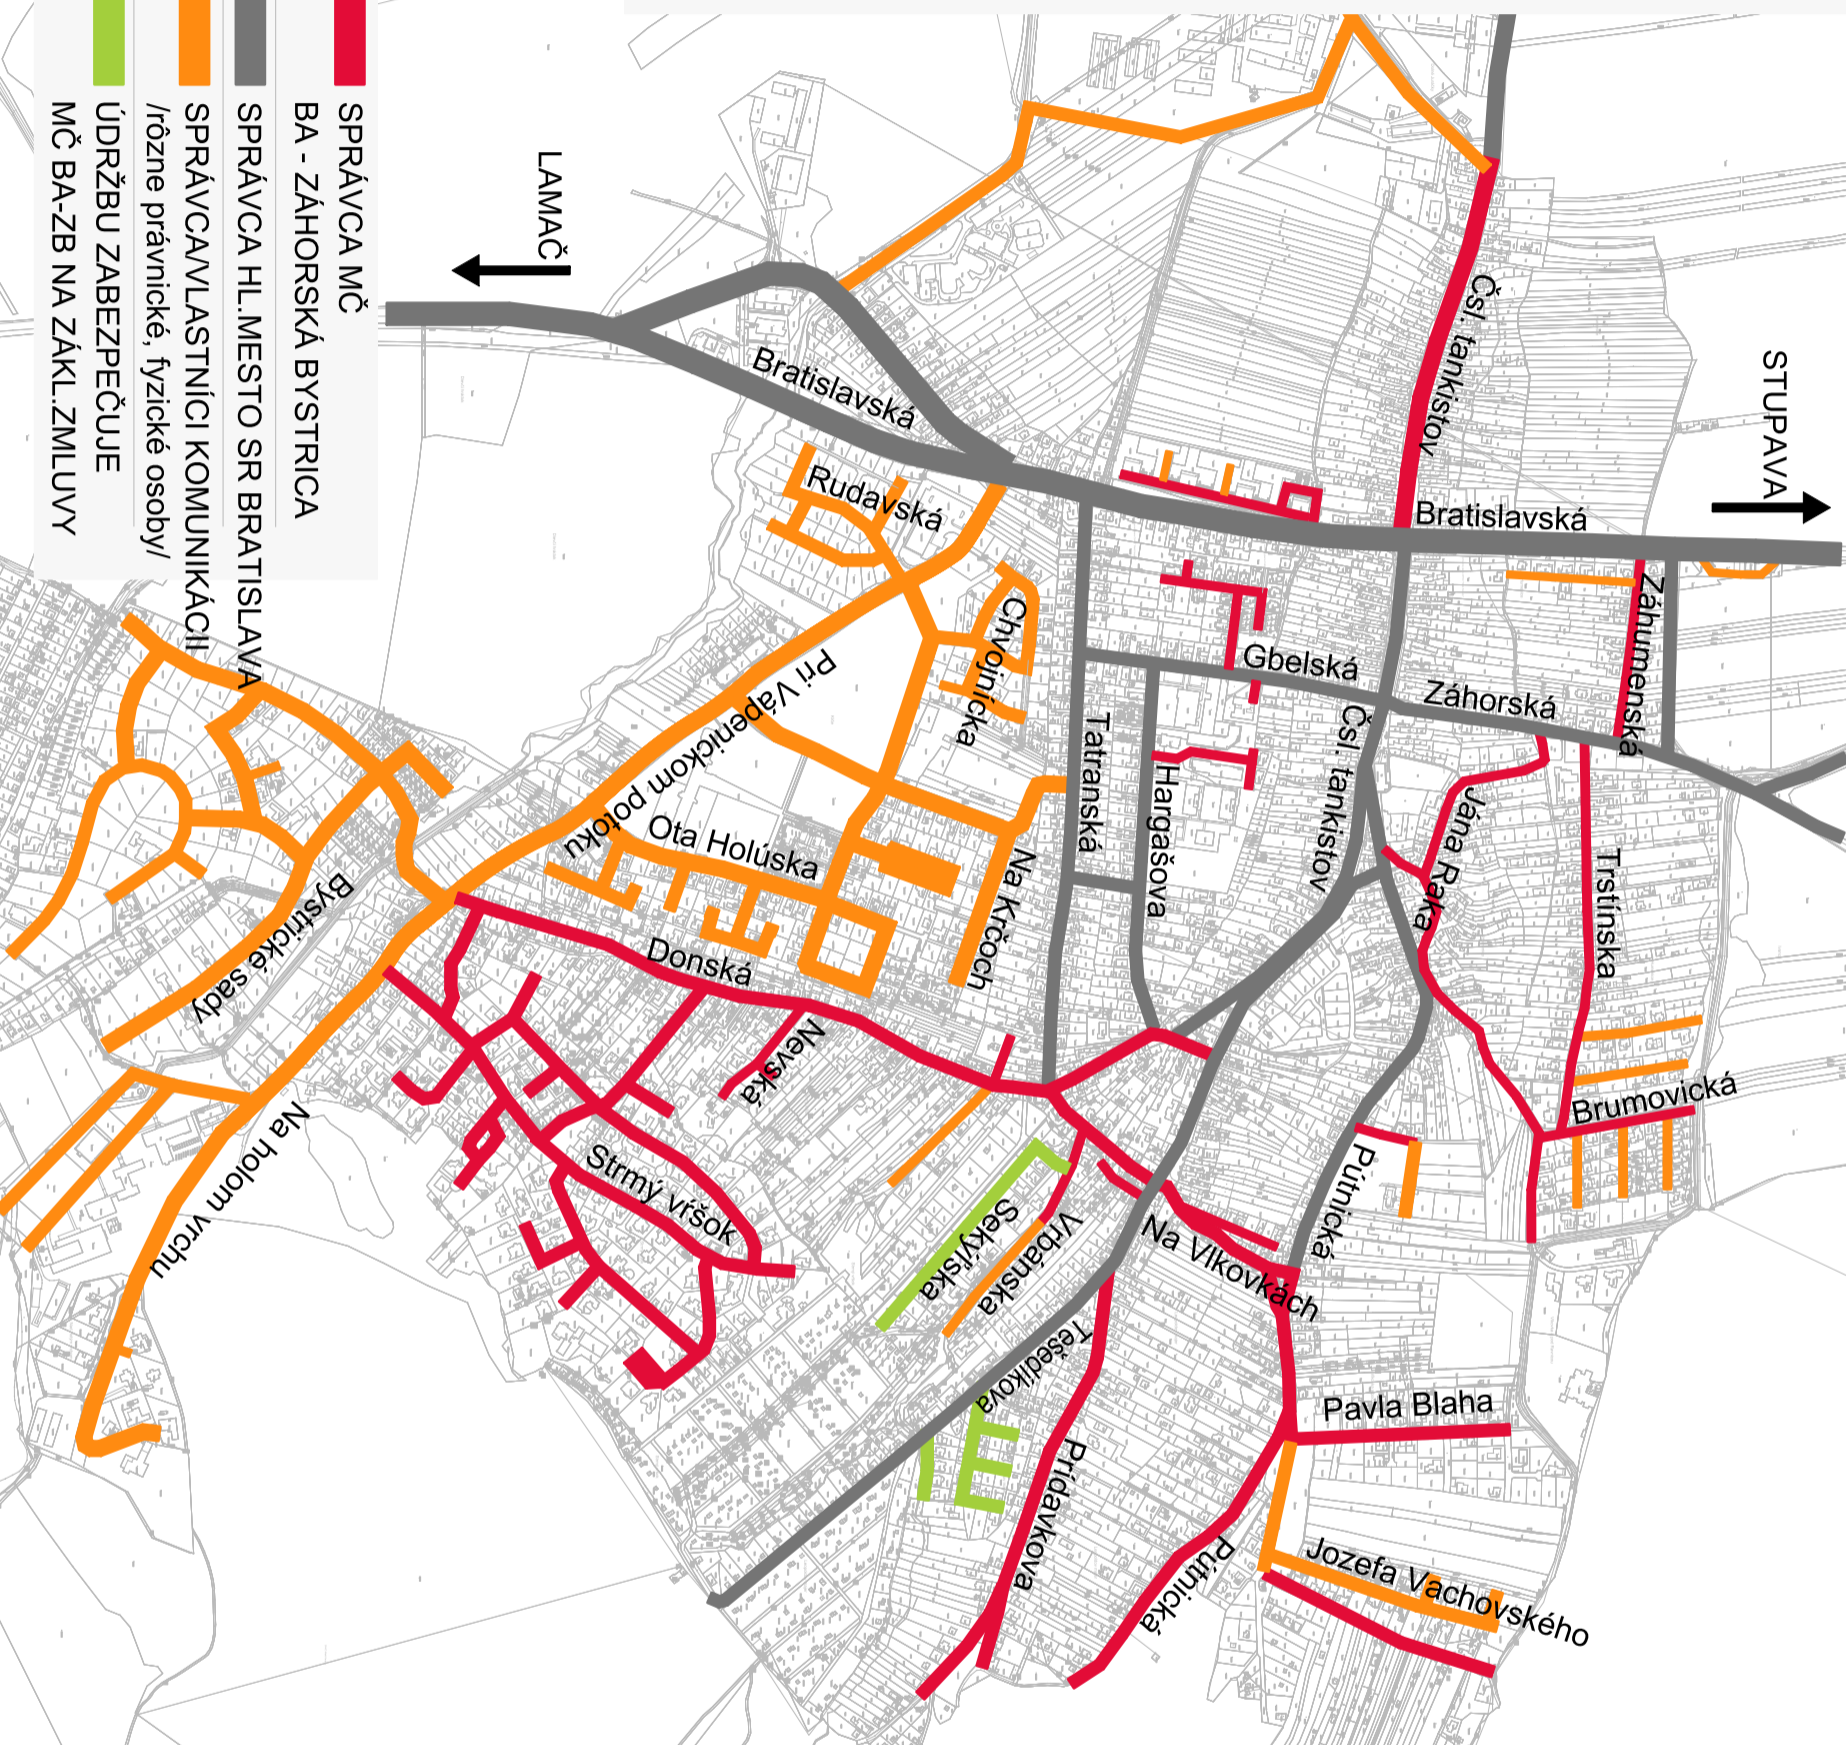 SPRÁVCA MČ
BA - ZÁHORSKÁ BYSTRICA
SPRÁVCA HL.MESTO SR BRATISLAVA
SPRÁVCA/VLASTNÍCI KOMUNIKÁCII
/rôzne právnické, fyzické osoby/
ÚDRŽBU ZABEZPEČUJE
MČ BA-ZB NA ZÁKL.ZMLUVY
LAMAČ
STUPAVA
Čsl. tankistov
Bratislavská
Bratislavská
Rudavská
Chvojnícka
Gbelská
Záhorská
Záhumenská
Pri Vápenickom potoku
Tatranská
Hargašova
Čsl. tankistov
Jána Raka
Trstínska
Ota Holúska
Na Krčoch
Bystrické sady
Donská
Nevská
Brumovická
Na holom vrchu
Strmý vŕšok
Sekýľska
Vrbánska
Na Vlkovkách
Pútnická
Tešedíkova
Pavla Blaha
Prídavkova
Pútnická
Jozefa Vachovského